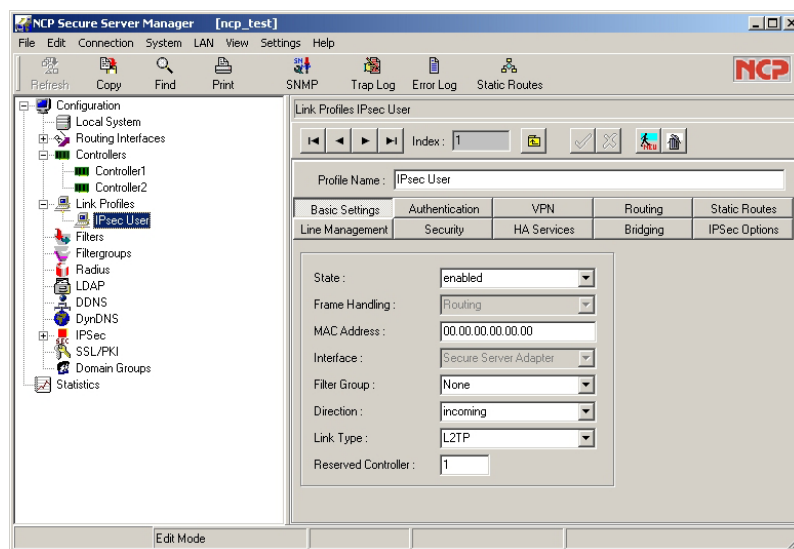 NCP Secure Server Manager [ncp_test]
File Edit Connection System LAN View Settings Help
Refresh Copy Find Print SNMP Trap Log Error Log Static Routes NCP
Configuration
Local System
Routing Interfaces
Controllers
Controller1
Controller2
Link Profiles
IPsec User
Filters
Filtergroups
Radius
LDAP
DDNS
DynDNS
IPSec
SSL/PKI
Domain Groups
Statistics
Link Profiles IPsec User
Index : 1
Profile Name : IPsec User
Basic Settings Authentication VPN Routing Static Routes
Line Management Security HA Services Bridging IPSec Options
State : enabled
Frame Handling : Routing
MAC Address : 00.00.00.00.00.00
Interface : Secure Server Adapter
Filter Group : None
Direction : incoming
Link Type : L2TP
Reserved Controller : 1
Edit Mode